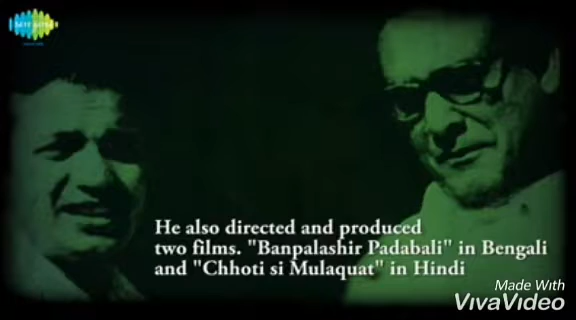 SAREGAMA
He also directed and produced
two films. "Banpalashir Padabali" in Bengali
and "Chhoti si Mulaquat" in Hindi
Made With
VivaVideo